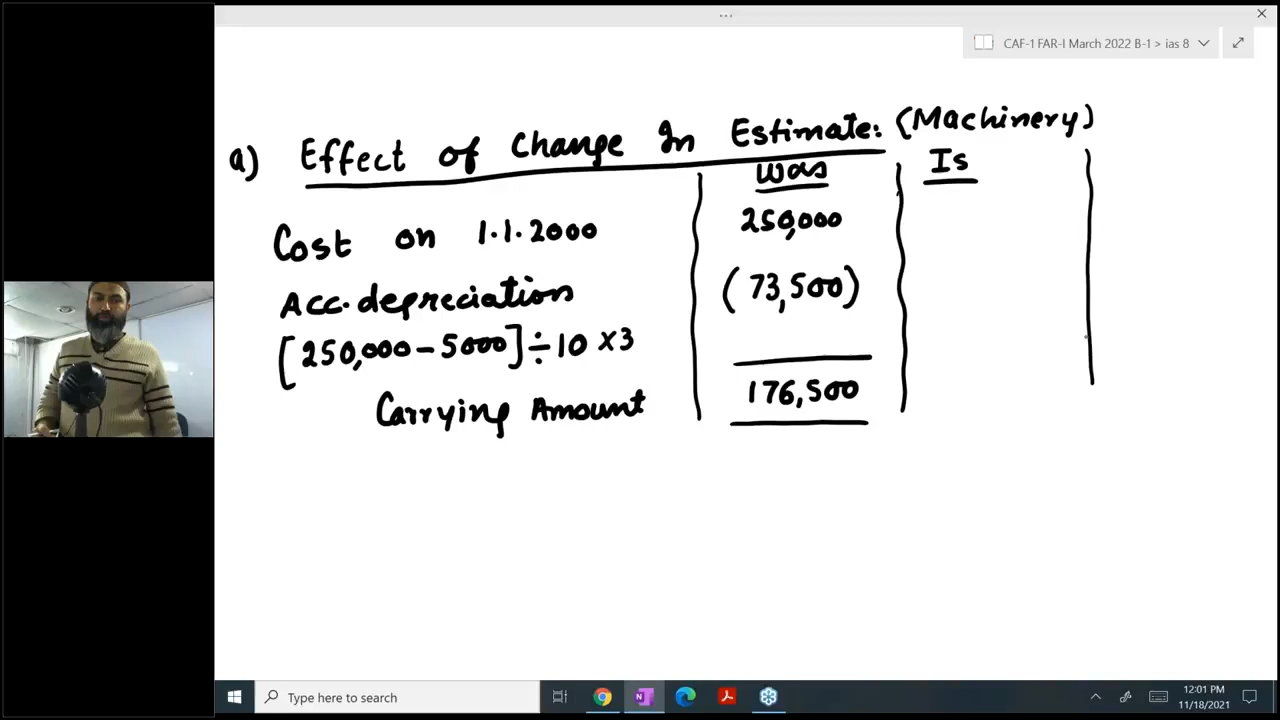 CAF-1 FAR-I March 2022 B-1 > ias 8
a) Effect of Change In Estimate: (Machinery)
Was Is
Cost on 1.1.2000 250,000
Acc.depreciation (73,500)
[250,000-5000]÷10 x3
Carrying Amount 176,500
Type here to search
12:01 PM
11/18/2021